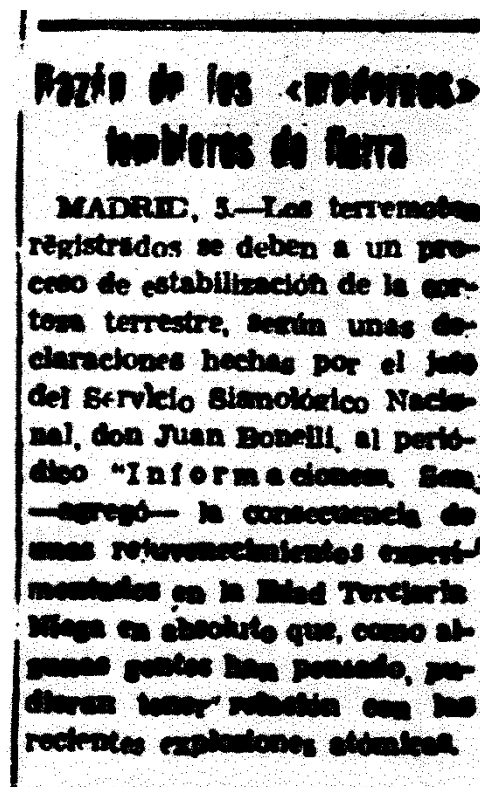 Razón de los «modernos»
temblores de tierra
MADRID, 5.—Los terremotos
registrados se deben a un pro-
ceso de estabilización de la cor-
teza terrestre, según unas de-
claraciones hechas por el jefe
del Servicio Sismológico Nacio-
nal, don Juan Bonelli, al perió-
dico "Informaciones. Son
—agregó— la consecuencia de
unos rejuvenecimientos experi-
mentados en la Edad Terciaria
Niega en absoluto que, como al-
gunas gentes han pensado, pu-
dieran tener relación con las
recientes explosiones atómicas.